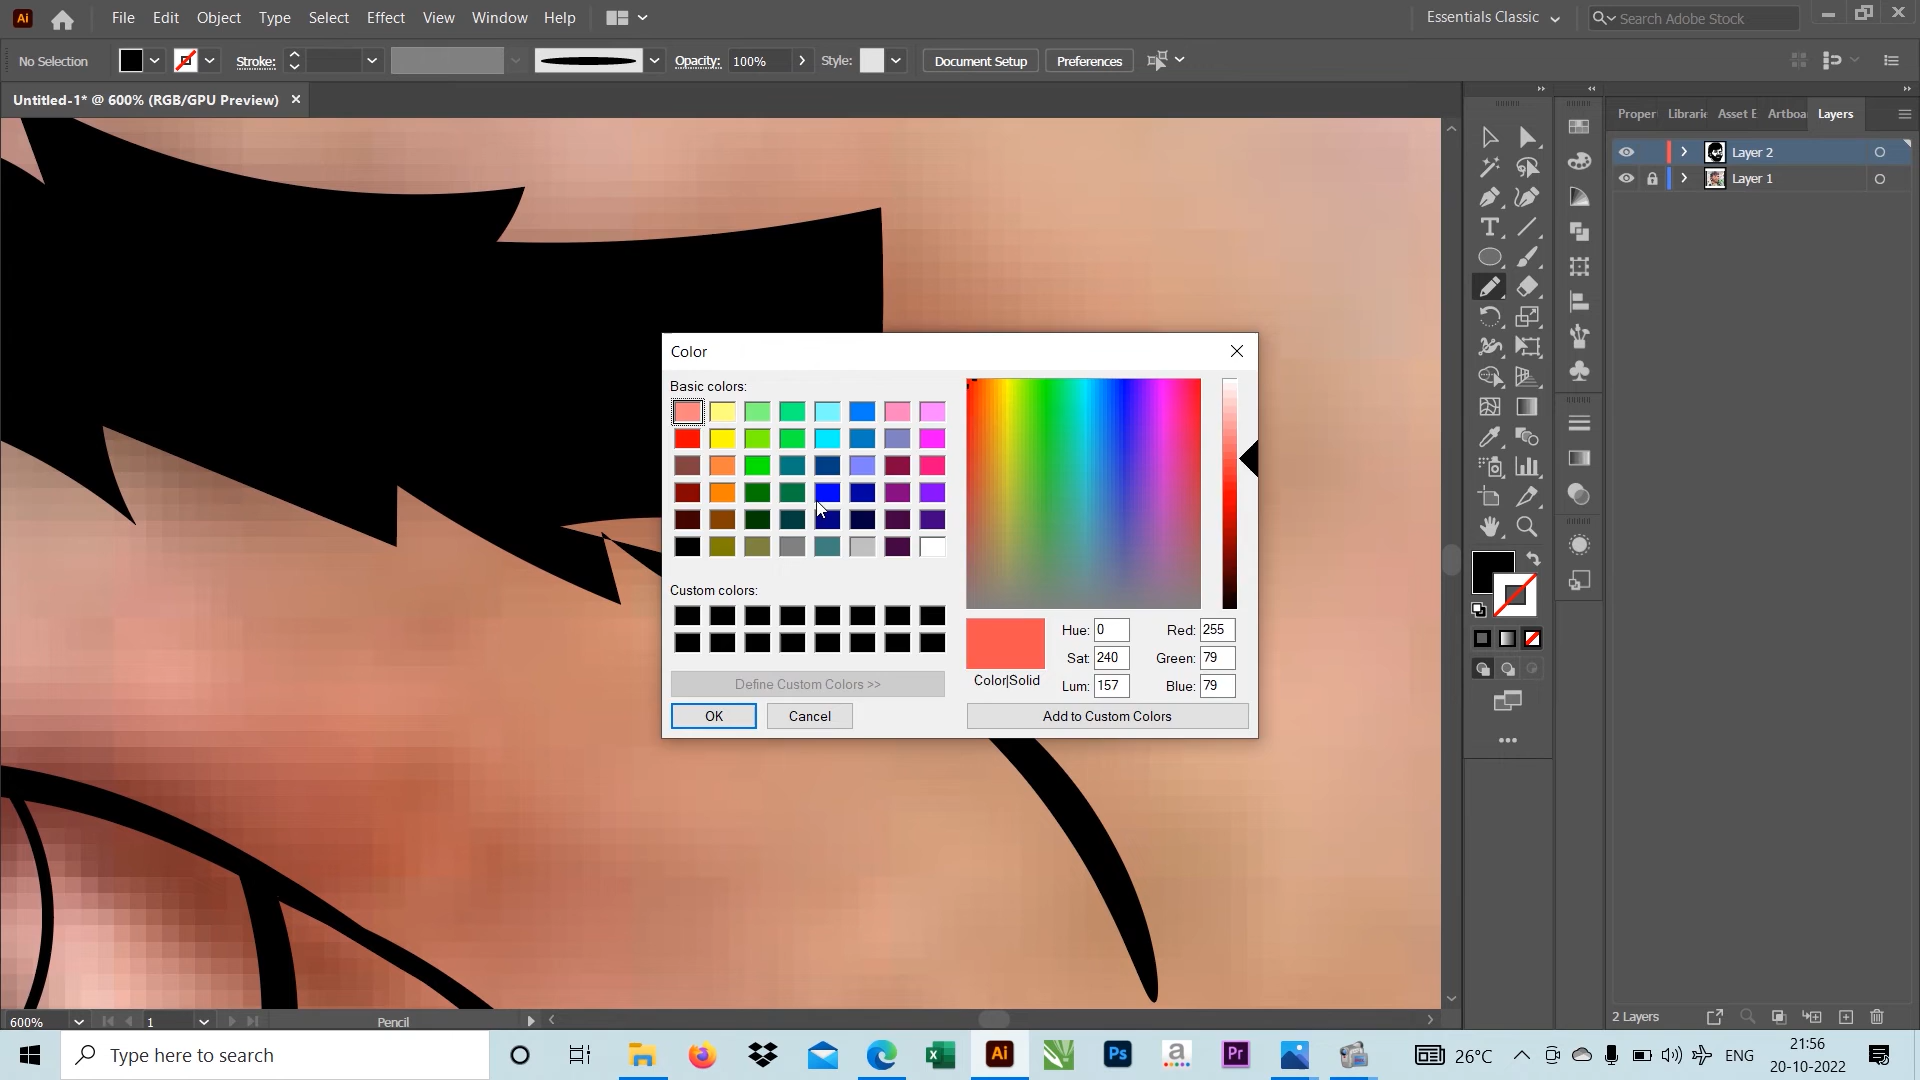 Ai File Edit Object Type Select Effect View Window Help Essentials Classic Search Adobe Stock
No Selection Stroke: Opacity: 100% Style: Document Setup Preferences
Untitled-1* @ 600% (RGB/GPU Preview) Proper Librarie Asset E Artboa Layers
Layer 2
Layer 1
Color
Basic colors:
Custom colors:
Hue: 0 Red: 255
Sat: 240 Green: 79
Color|Solid
Lum: 157 Blue: 79
Define Custom Colors >>
OK Cancel Add to Custom Colors
600% 1 Pencil 2 Layers
Type here to search Ai Ps a Pr 26°C ENG 21:56
20-10-2022